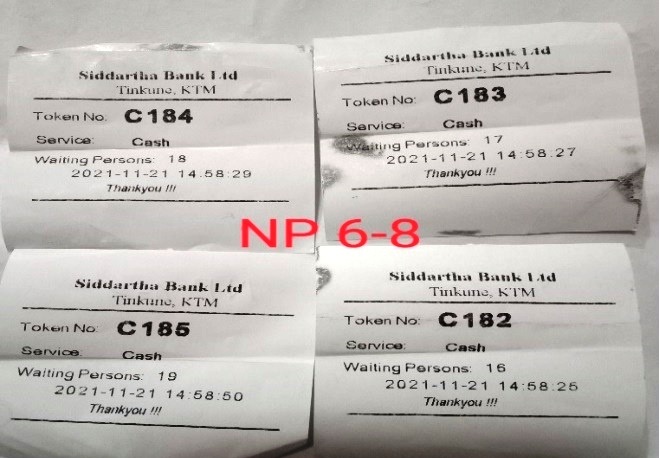 Siddartha Bank Ltd
Tinkune, KTM
Token No: C184
Service: Cash
Waiting Persons: 18
2021-11-21 14:58:29
Thankyou !!!
Siddartha Bank Ltd
Tinkune, KTM
Token No: C183
Service: Cash
Waiting Persons: 17
2021-11-21 14:58:27
Thankyou !!!
NP 6-8
Siddartha Bank Ltd
Tinkune, KTM
Token No: C185
Service: Cash
Waiting Persons: 19
2021-11-21 14:58:50
Thankyou !!!
Siddartha Bank Ltd
Tinkune, KTM
Token No: C182
Service: Cash
Waiting Persons: 16
2021-11-21 14:58:25
Thankyou !!!